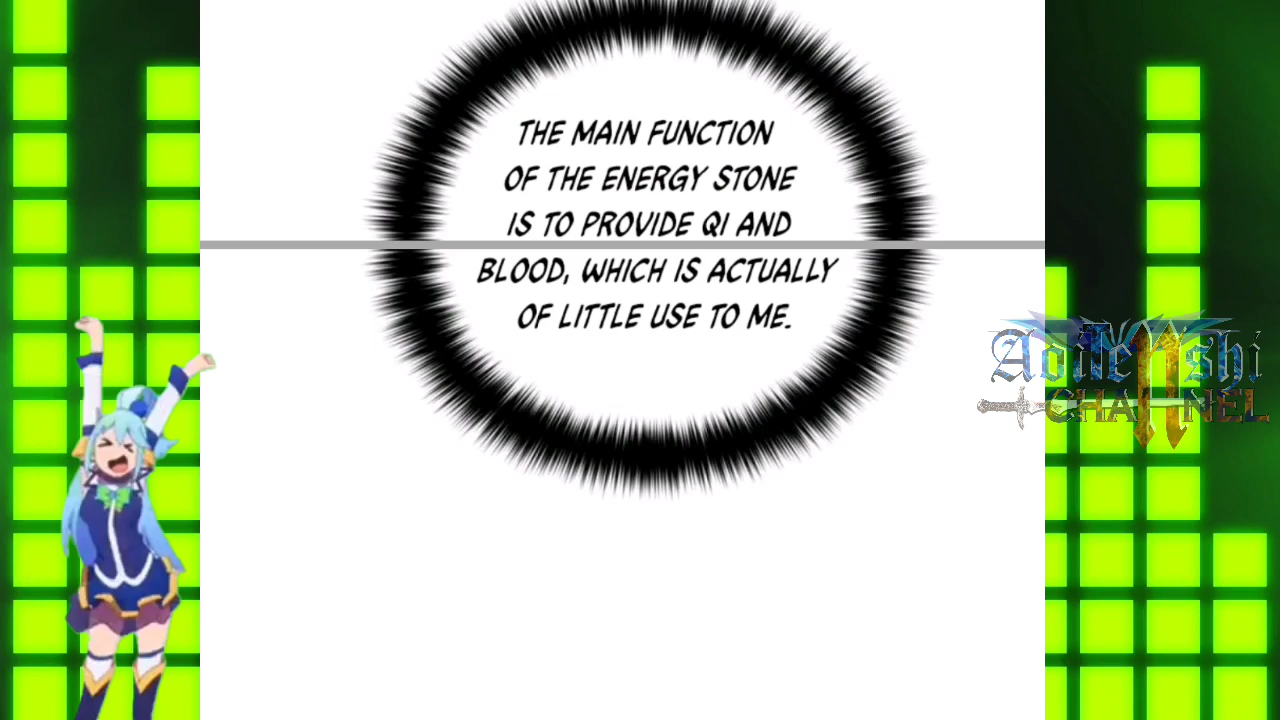 THE MAIN FUNCTION
OF THE ENERGY STONE
IS TO PROVIDE QI AND
BLOOD, WHICH IS ACTUALLY
OF LITTLE USE TO ME.
CHANNEL